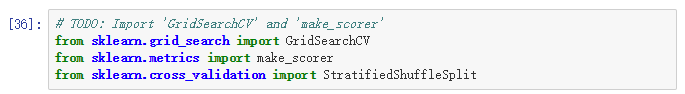 [36]: # TODO: Import 'GridSearchCV' and 'make_scorer'
from sklearn.grid_search import GridSearchCV
from sklearn.metrics import make_scorer
from sklearn.cross_validation import StratifiedShuffleSplit